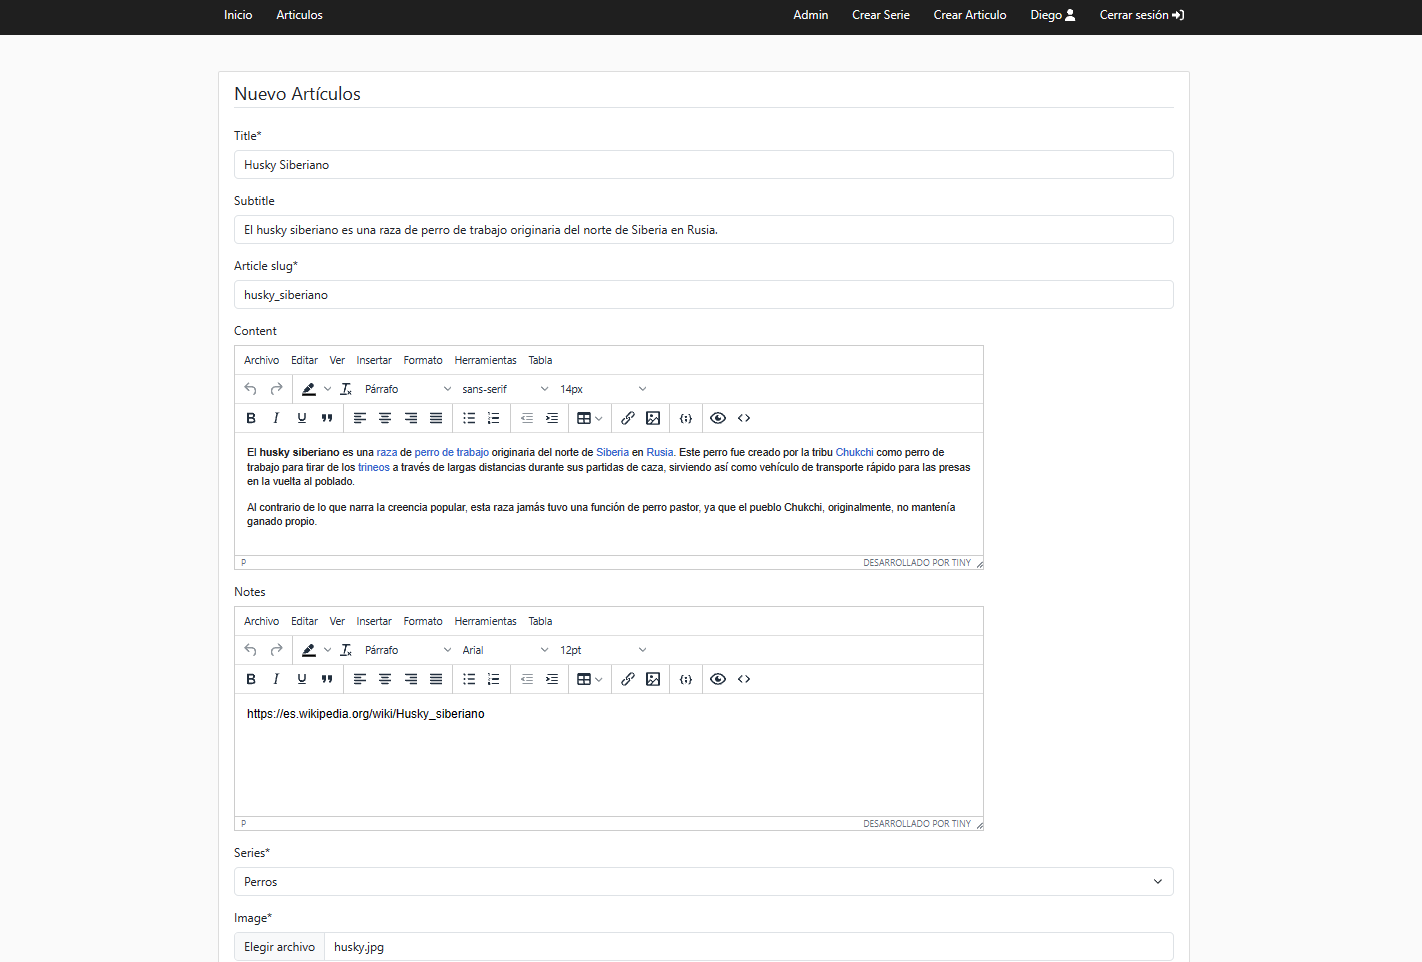 Inicio Articulos Admin Crear Serie Crear Articulo Diego Cerrar sesión
Nuevo Artículos
Title*
Husky Siberiano
Subtitle
El husky siberiano es una raza de perro de trabajo originaria del norte de Siberia en Rusia.
Article slug*
husky_siberiano
Content
Archivo Editar Ver Insertar Formato Herramientas Tabla
Párrafo sans-serif 14px
El husky siberiano es una raza de perro de trabajo originaria del norte de Siberia en Rusia. Este perro fue creado por la tribu Chukchi como perro de
trabajo para tirar de los trineos a través de largas distancias durante sus partidas de caza, sirviendo así como vehículo de transporte rápido para las presas
en la vuelta al poblado.
Al contrario de lo que narra la creencia popular, esta raza jamás tuvo una función de perro pastor, ya que el pueblo Chukchi, originalmente, no mantenía
ganado propio.
P DESARROLLADO POR TINY
Notes
Archivo Editar Ver Insertar Formato Herramientas Tabla
Párrafo Arial 12pt
https://es.wikipedia.org/wiki/Husky_siberiano
P DESARROLLADO POR TINY
Series*
Perros
Image*
Elegir archivo husky.jpg